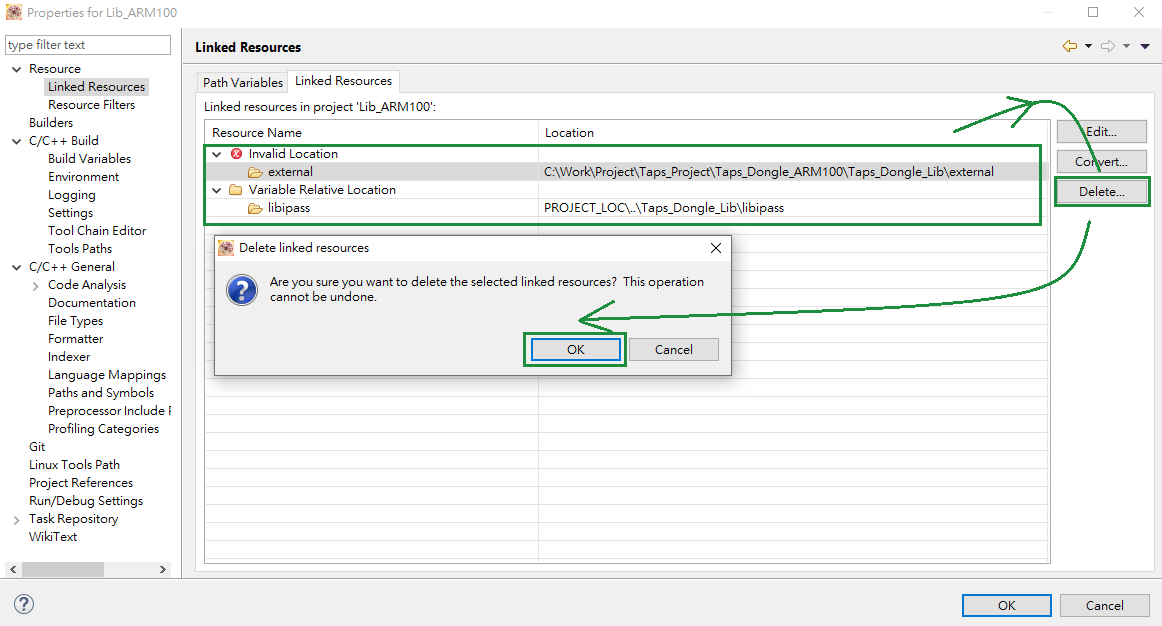 Properties for Lib_ARM100
type filter text
Resource
Linked Resources
Resource Filters
Builders
C/C++ Build
Build Variables
Environment
Logging
Settings
Tool Chain Editor
Tools Paths
C/C++ General
Code Analysis
Documentation
File Types
Formatter
Indexer
Language Mappings
Paths and Symbols
Preprocessor Include
Profiling Categories
Git
Linux Tools Path
Project References
Run/Debug Settings
Task Repository
WikiText
Linked Resources
Path Variables Linked Resources
Linked resources in project 'Lib_ARM100':
Resource Name Location
Invalid Location
external C:\Work\Project\Taps_Project\Taps_Dongle_ARM100\Taps_Dongle_Lib\external
Variable Relative Location
libipass PROJECT_LOC\..\Taps_Dongle_Lib\libipass
Edit...
Convert...
Delete...
Delete linked resources
Are you sure you want to delete the selected linked resources? This operation
cannot be undone.
OK Cancel
OK Cancel